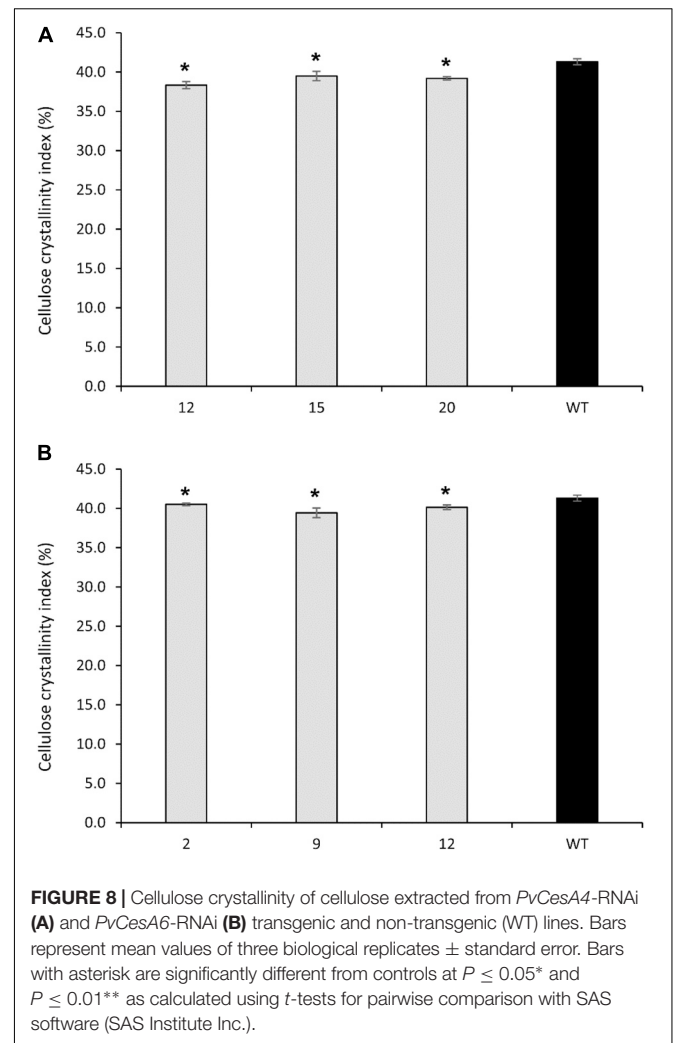 A
Cellulose crystallinity index (%)
45.0
40.0
35.0
30.0
25.0
20.0
15.0
10.0
5.0
0.0
* * *
12 15 20 WT
B
Cellulose crystallinity index (%)
45.0
40.0
35.0
30.0
25.0
20.0
15.0
10.0
5.0
0.0
* * *
2 9 12 WT
FIGURE 8 | Cellulose crystallinity of cellulose extracted from PvCesA4-RNAi
(A) and PvCesA6-RNAi (B) transgenic and non-transgenic (WT) lines. Bars
represent mean values of three biological replicates ± standard error. Bars
with asterisk are significantly different from controls at P ≤ 0.05* and
P ≤ 0.01** as calculated using t-tests for pairwise comparison with SAS
software (SAS Institute Inc.).